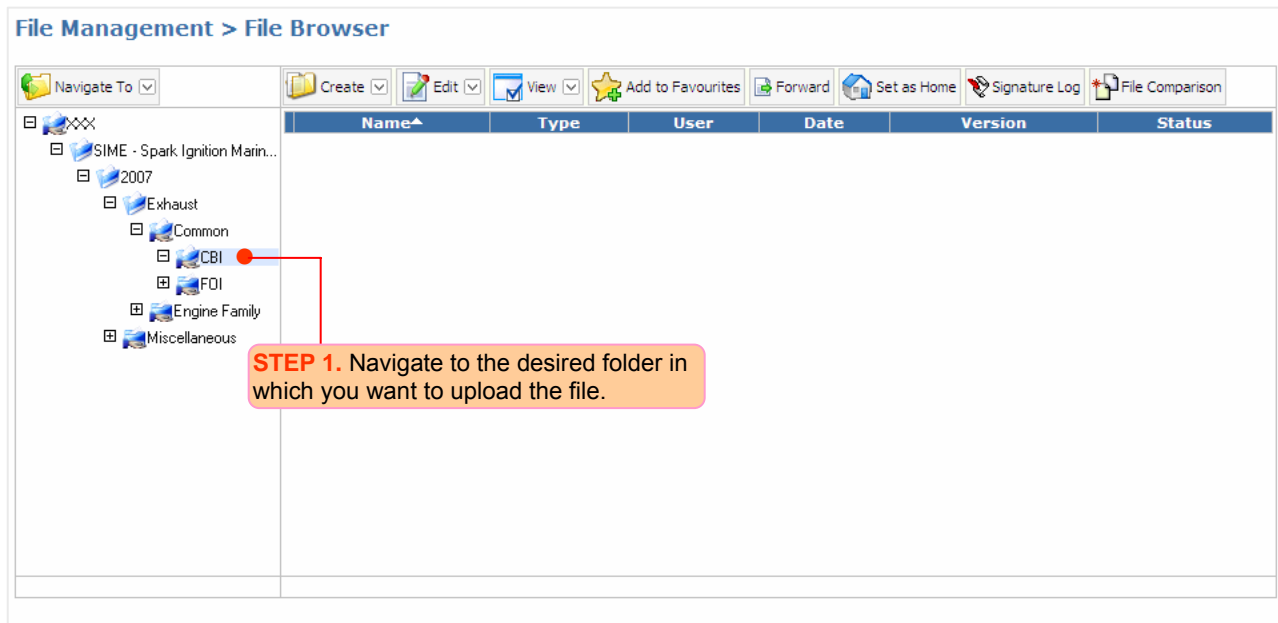 File Management > File Browser
Navigate To
Create Edit View Add to Favourites Forward Set as Home Signature Log File Comparison
Name Type User Date Version Status
XXX
SIME - Spark Ignition Marin...
2007
Exhaust
Common
CBI
FOI
Engine Family
Miscellaneous
STEP 1. Navigate to the desired folder in
which you want to upload the file.